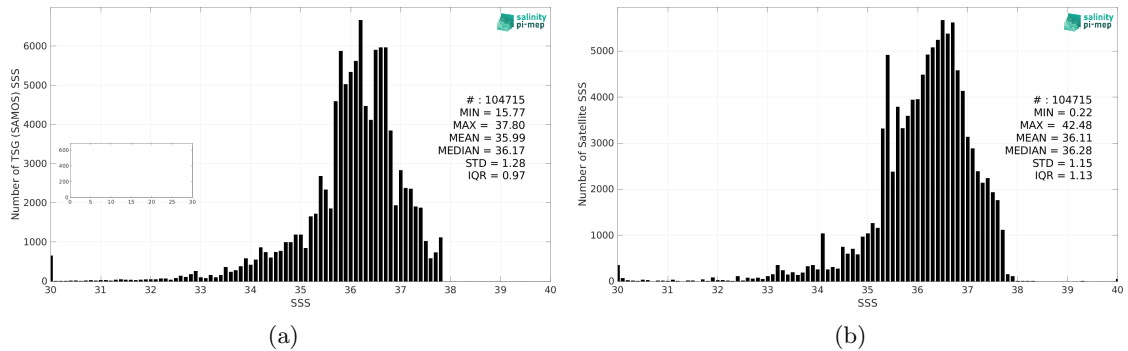 salinity
pi-mep
Number of TSG (SAMOS) SSS
6000
5000
4000
3000
2000
1000
0
# : 104715
MIN = 15.77
MAX = 37.80
MEAN = 35.99
MEDIAN = 36.17
STD = 1.28
IQR = 0.97
600
400
200
0
0 5 10 15 20 25 30
30 31 32 33 34 35 36 37 38 39 40
SSS
(a)
salinity
pi-mep
Number of Satellite SSS
5000
4000
3000
2000
1000
0
# : 104715
MIN = 0.22
MAX = 42.48
MEAN = 36.11
MEDIAN = 36.28
STD = 1.15
IQR = 1.13
30 31 32 33 34 35 36 37 38 39 40
SSS
(b)